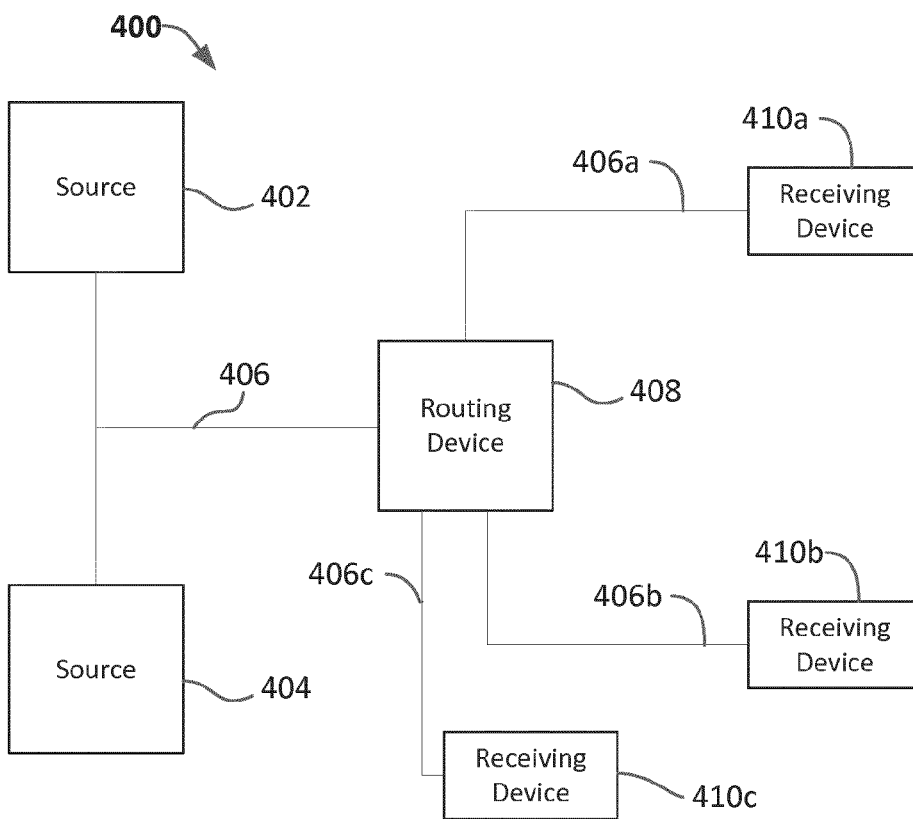 400
410a
406a
Source
402
Receiving
Device
406
Routing
Device
408
410b
406c
406b
Receiving
Device
Source
404
Receiving
Device
410c